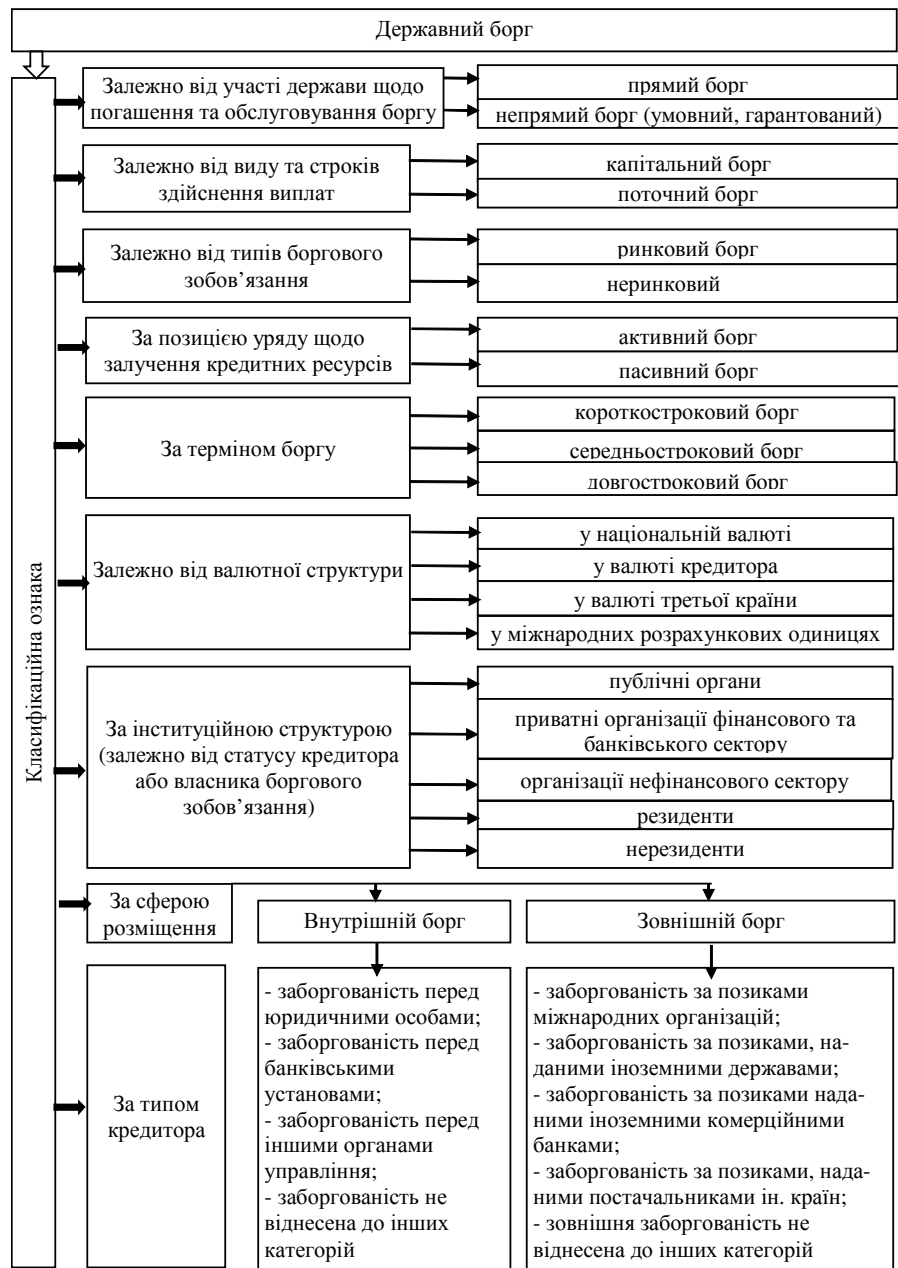 Державний борг
Класифікаційна ознака
Залежно від участі держави щодо
погашення та обслуговування боргу
прямий борг
непрямий борг (умовний, гарантований)
Залежно від виду та строків
здійснення виплат
капітальний борг
поточний борг
Залежно від типів боргового
зобов’язання
ринковий борг
неринковий
За позицією уряду щодо
залучення кредитних ресурсів
активний борг
пасивний борг
За терміном боргу
короткостроковий борг
середньостроковий борг
довгостроковий борг
Залежно від валютної структури
у національній валюті
у валюті кредитора
у валюті третьої країни
у міжнародних розрахункових одиницях
За інституційною структурою
(залежно від статусу кредитора
або власника боргового
зобов’язання)
публічні органи
приватні організації фінансового та
банківського сектору
організації нефінансового сектору
резиденти
нерезиденти
За сферою
розміщення
Внутрішній борг
Зовнішній борг
За типом
кредитора
- заборгованість перед
юридичними особами;
- заборгованість перед
банківськими
установами;
- заборгованість перед
іншими органами
управління;
- заборгованість не
віднесена до інших
категорій
- заборгованість за позиками
міжнародних організацій;
- заборгованість за позиками, на-
даними іноземними державами;
- заборгованість за позиками нада-
ними іноземними комерційними
банками;
- заборгованість за позиками, нада-
ними постачальниками ін. країн;
- зовнішня заборгованість не
віднесена до інших категорій